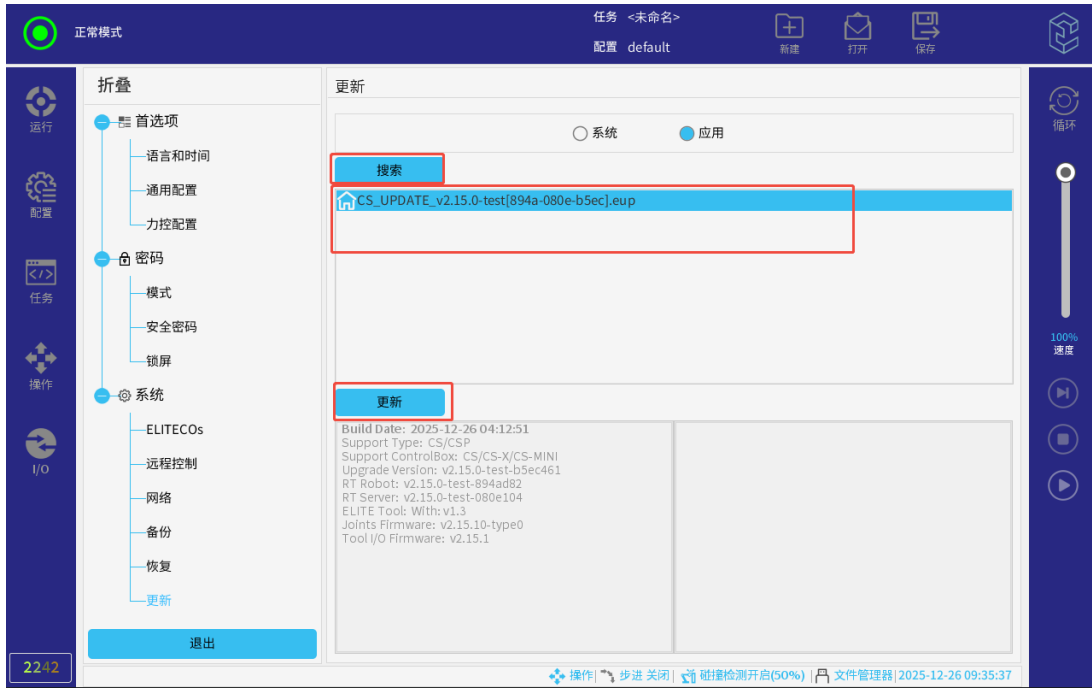 正常模式
任务 <未命名>
配置 default
新建
打开
保存
运行
配置
任务
操作
I/O
2242
折叠
首选项
语言和时间
通用配置
力控配置
密码
模式
安全密码
锁屏
系统
ELITECOs
远程控制
网络
备份
恢复
更新
退出
更新
系统
应用
搜索
CS_UPDATE_v2.15.0-test[894a-080e-b5ec].eup
更新
Build Date: 2025-12-26 04:12:51
Support Type: CS/CSP
Support ControlBox: CS/CS-X/CS-MINI
Upgrade Version: v2.15.0-test-b5ec461
RT Robot: v2.15.0-test-894ad82
RT Server: v2.15.0-test-080e104
ELITE Tool: With: v1.3
Joints Firmware: v2.15.10-type0
Tool I/O Firmware: v2.15.1
循环
100%
速度
操作| 步进 关闭| 碰撞检测开启(50%) | 文件管理器|2025-12-26 09:35:37